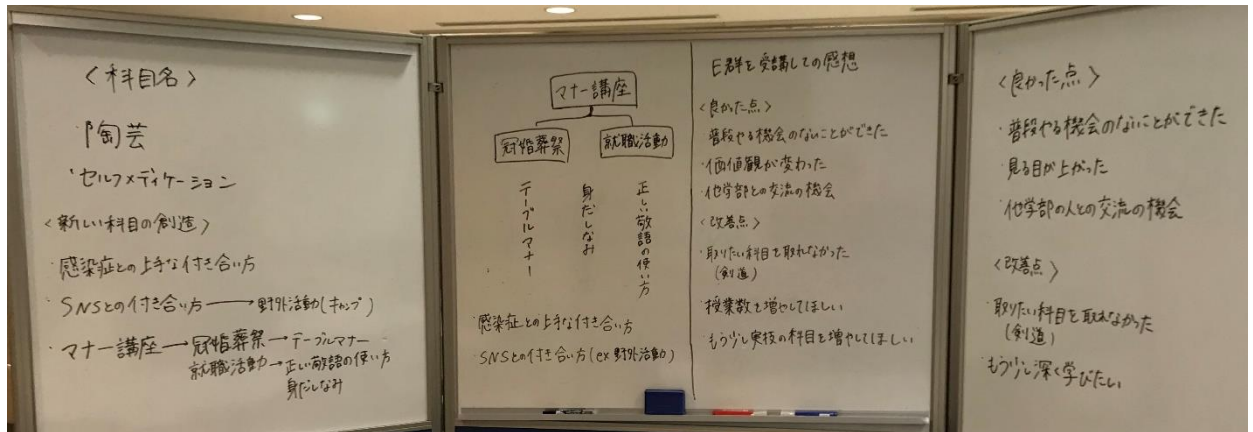 〈科目名〉
・陶芸
・セルフメディケーション
〈新しい科目の創造〉
・感染症との上手な付き合い方
・SNSとの付き合い方→野外活動(キャンプ)
・マナー講座→冠婚葬祭→テーブルマナー
就職活動→正しい敬語の使い方
身だしなみ
マナー講座
冠婚葬祭
就職活動
テーブルマナー
身だしなみ
正しい敬語の使い方
感染症との上手な付き合い方
SNSとの付き合い方(ex 野外活動)
E群を受講しての感想
〈良かった点〉
・普段やる機会のないことができた
・価値観が変わった
・他学部との交流の機会
〈改善点〉
・取りたい科目を取れなかった
(剣道)
・授業数を増やしてほしい
・もう少し実技の科目を増やしてほしい
〈良かった点〉
・普段やる機会のないことができた
・見る目が上がった
・他学部の人との交流の機会
〈改善点〉
・取りたい科目を取れなかった
(剣道)
・もう少し深く学びたい